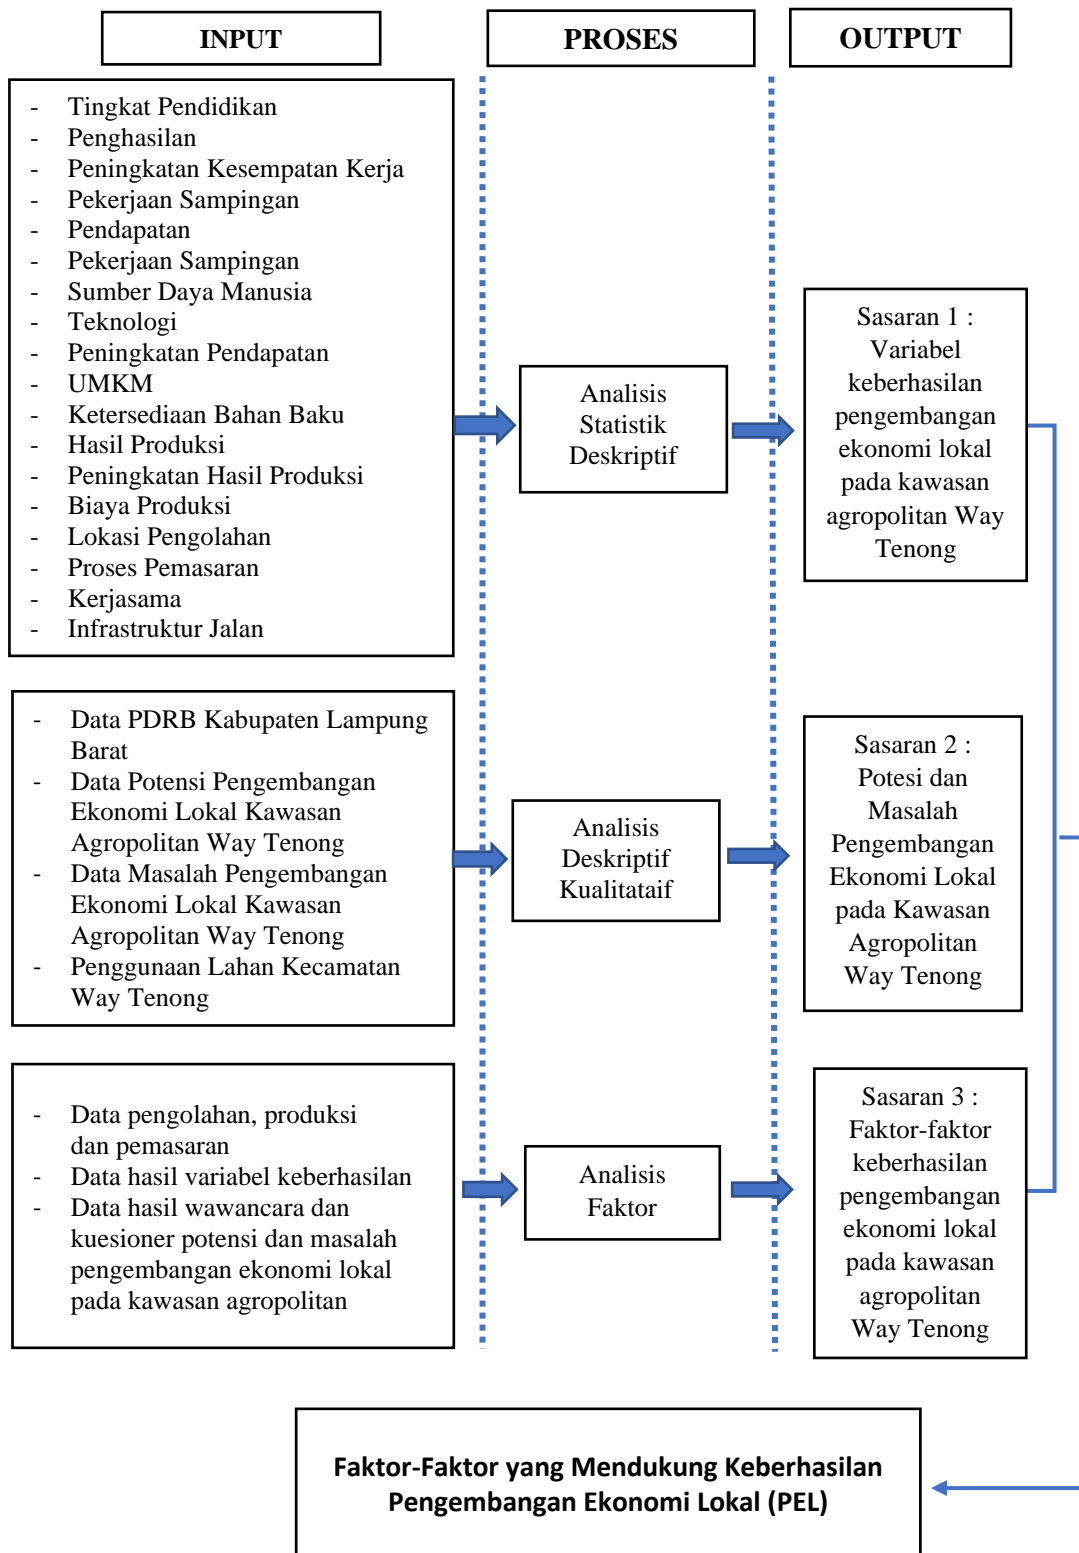 INPUT
PROSES
OUTPUT
- Tingkat Pendidikan
- Penghasilan
- Peningkatan Kesempatan Kerja
- Pekerjaan Sampingan
- Pendapatan
- Pekerjaan Sampingan
- Sumber Daya Manusia
- Teknologi
- Peningkatan Pendapatan
- UMKM
- Ketersediaan Bahan Baku
- Hasil Produksi
- Peningkatan Hasil Produksi
- Biaya Produksi
- Lokasi Pengolahan
- Proses Pemasaran
- Kerjasama
- Infrastruktur Jalan
Analisis
Statistik
Deskriptif
Sasaran 1 :
Variabel
keberhasilan
pengembangan
ekonomi lokal
pada kawasan
agropolitan Way
Tenong
- Data PDRB Kabupaten Lampung
Barat
- Data Potensi Pengembangan
Ekonomi Lokal Kawasan
Agropolitan Way Tenong
- Data Masalah Pengembangan
Ekonomi Lokal Kawasan
Agropolitan Way Tenong
- Penggunaan Lahan Kecamatan
Way Tenong
Analisis
Deskriptif
Kualitataif
Sasaran 2 :
Potesi dan
Masalah
Pengembangan
Ekonomi Lokal
pada Kawasan
Agropolitan
Way Tenong
- Data pengolahan, produksi
dan pemasaran
- Data hasil variabel keberhasilan
- Data hasil wawancara dan
kuesioner potensi dan masalah
pengembangan ekonomi lokal
pada kawasan agropolitan
Analisis
Faktor
Sasaran 3 :
Faktor-faktor
keberhasilan
pengembangan
ekonomi lokal
pada kawasan
agropolitan
Way Tenong
Faktor-Faktor yang Mendukung Keberhasilan
Pengembangan Ekonomi Lokal (PEL)